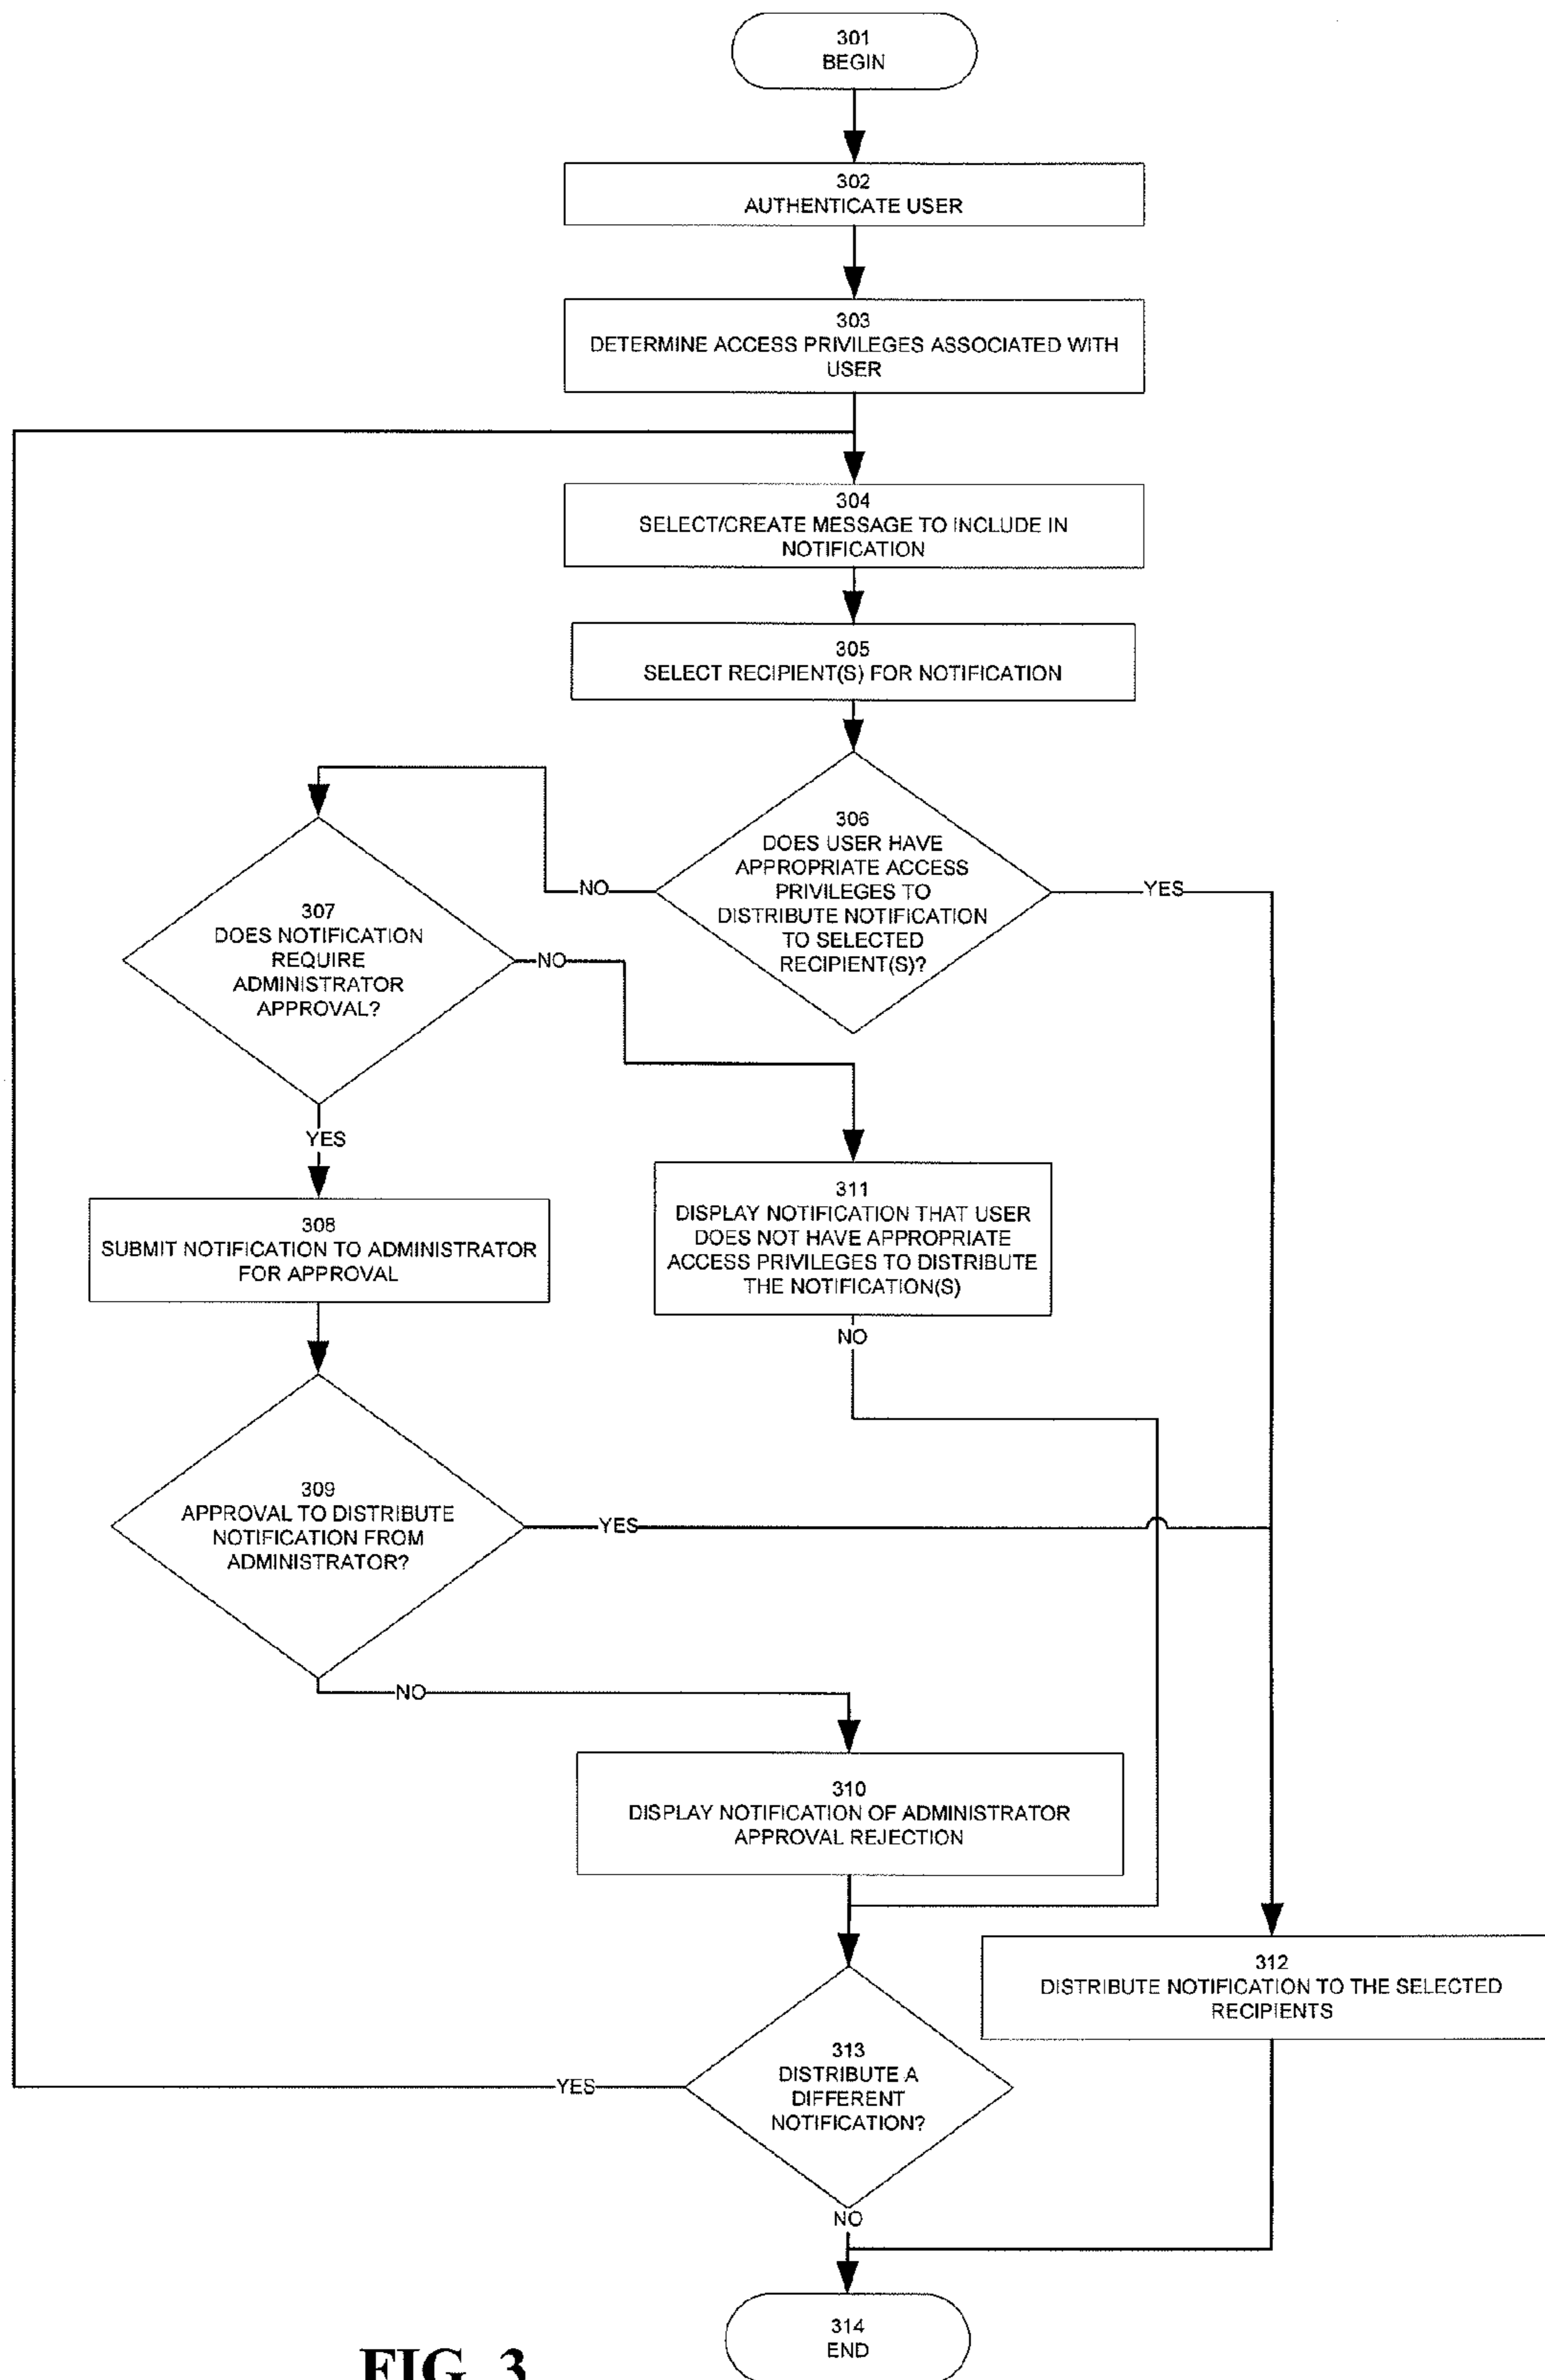 301
BEGIN
302
AUTHENTICATE USER
303
DETERMINE ACCESS PRIVILEGES ASSOCIATED WITH
USER
304
SELECT/CREATE MESSAGE TO INCLUDE IN
NOTIFICATION
305
SELECT RECIPIENT(S) FOR NOTIFICATION
306
DOES USER HAVE
APPROPRIATE ACCESS
PRIVILEGES TO
DISTRIBUTE NOTIFICATION
TO SELECTED
RECIPIENT(S)?
NO
YES
307
DOES NOTIFICATION
REQUIRE
ADMINISTRATOR
APPROVAL?
NO
YES
308
SUBMIT NOTIFICATION TO ADMINISTRATOR
FOR APPROVAL
311
DISPLAY NOTIFICATION THAT USER
DOES NOT HAVE APPROPRIATE
ACCESS PRIVILEGES TO DISTRIBUTE
THE NOTIFICATION(S)
NO
309
APPROVAL TO DISTRIBUTE
NOTIFICATION FROM
ADMINISTRATOR?
YES
NO
310
DISPLAY NOTIFICATION OF ADMINISTRATOR
APPROVAL REJECTION
312
DISTRIBUTE NOTIFICATION TO THE SELECTED
RECIPIENTS
313
DISTRIBUTE A
DIFFERENT
NOTIFICATION?
YES
NO
314
END
FIG. 3